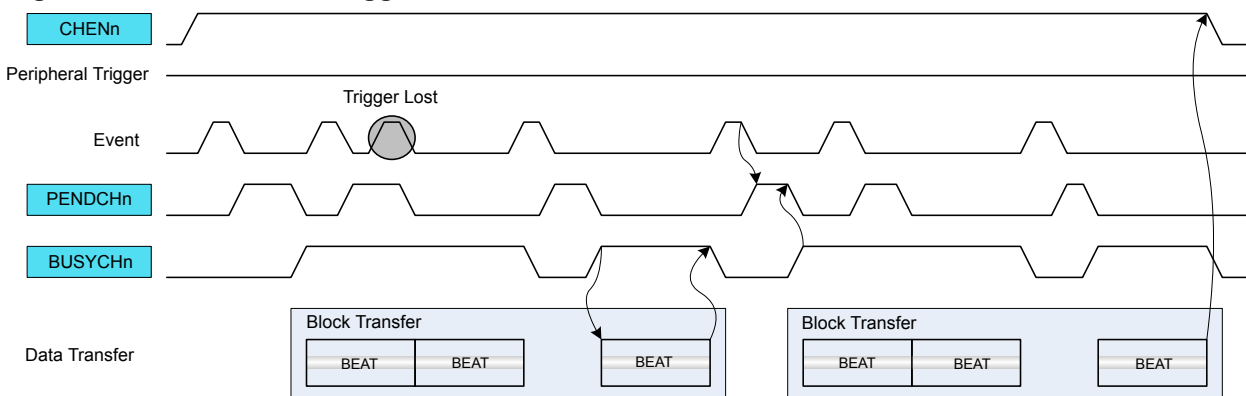 CHENn
Peripheral Trigger
Trigger Lost
Event
PENDCHn
BUSYCHn
Block Transfer
Block Transfer
Data Transfer
BEAT
BEAT
BEAT
BEAT
BEAT
BEAT